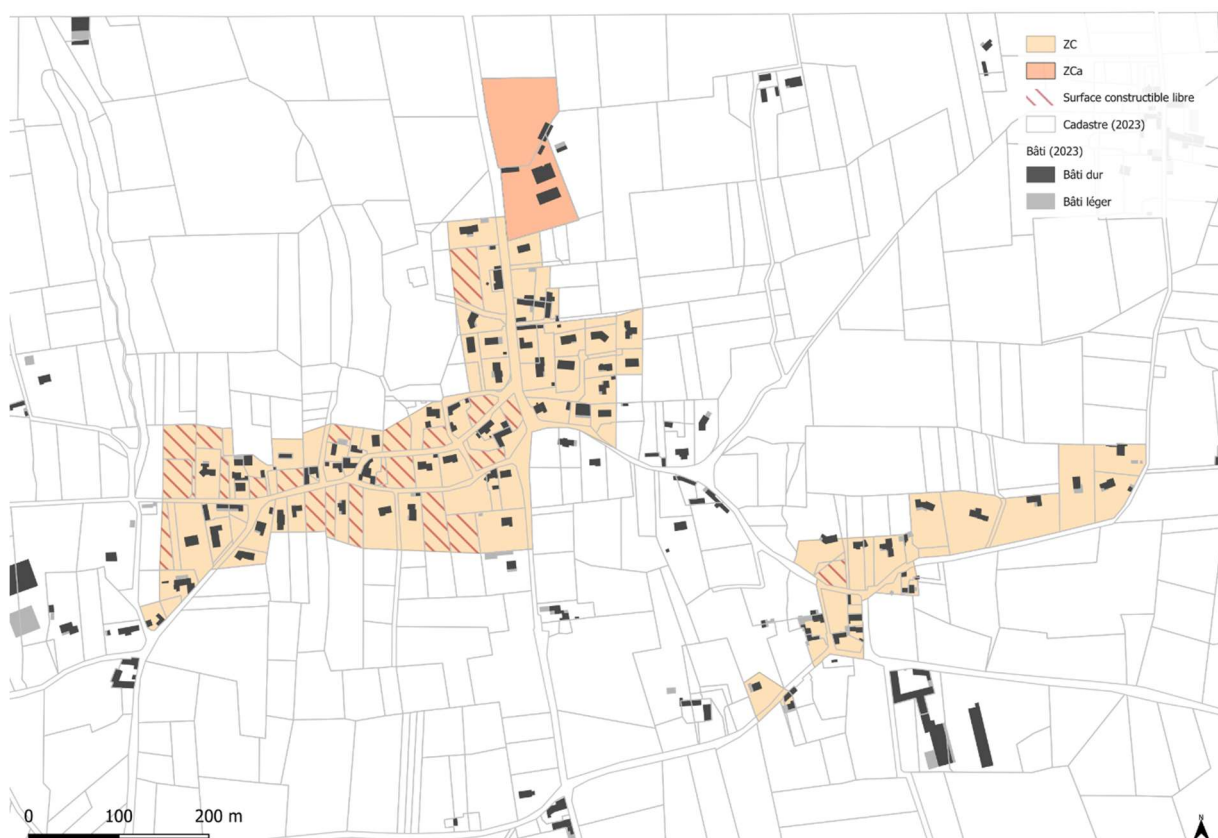 ZC
ZCa
Surface constructible libre
Cadastre (2023)
Bâti (2023)
Bâti dur
Bâti léger
0 100 200 m
N